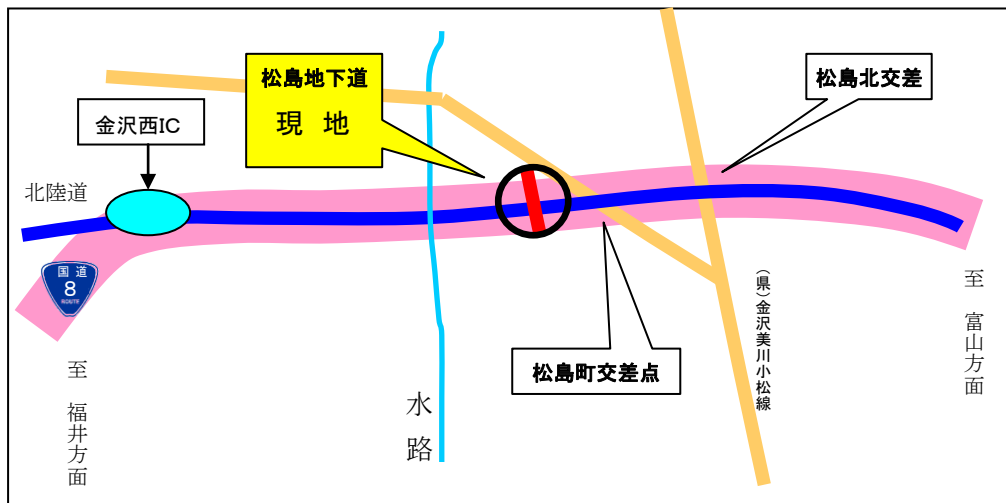 松島地下道
現 地
松島北交差
金沢西IC
北陸道
国道
8
ROUTE
松島町交差点
水路
(県)金沢美川小松線
至 富山方面
至 福井方面